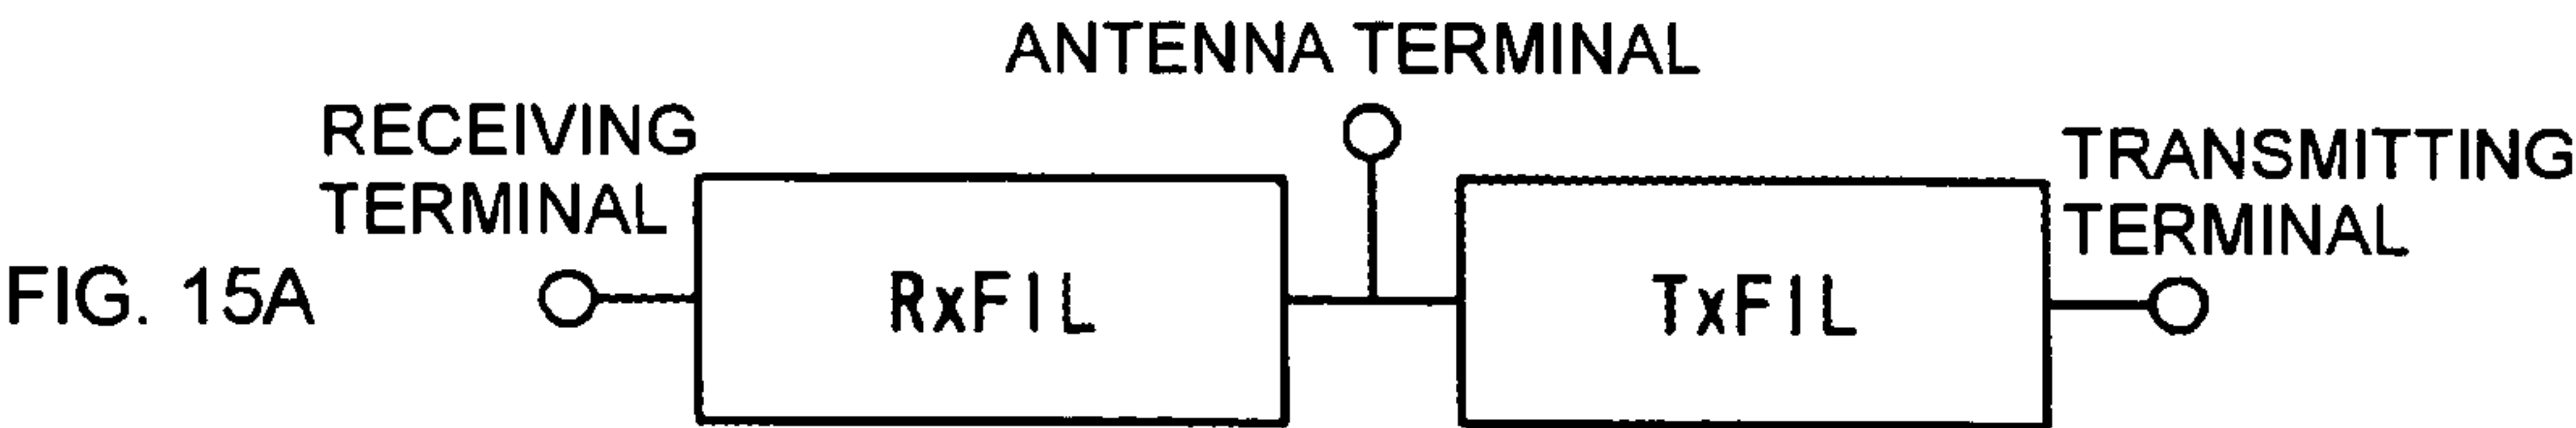 ANTENNA TERMINAL
RECEIVING
TERMINAL
TRANSMITTING
TERMINAL
FIG. 15A
RxFIL
TxFIL